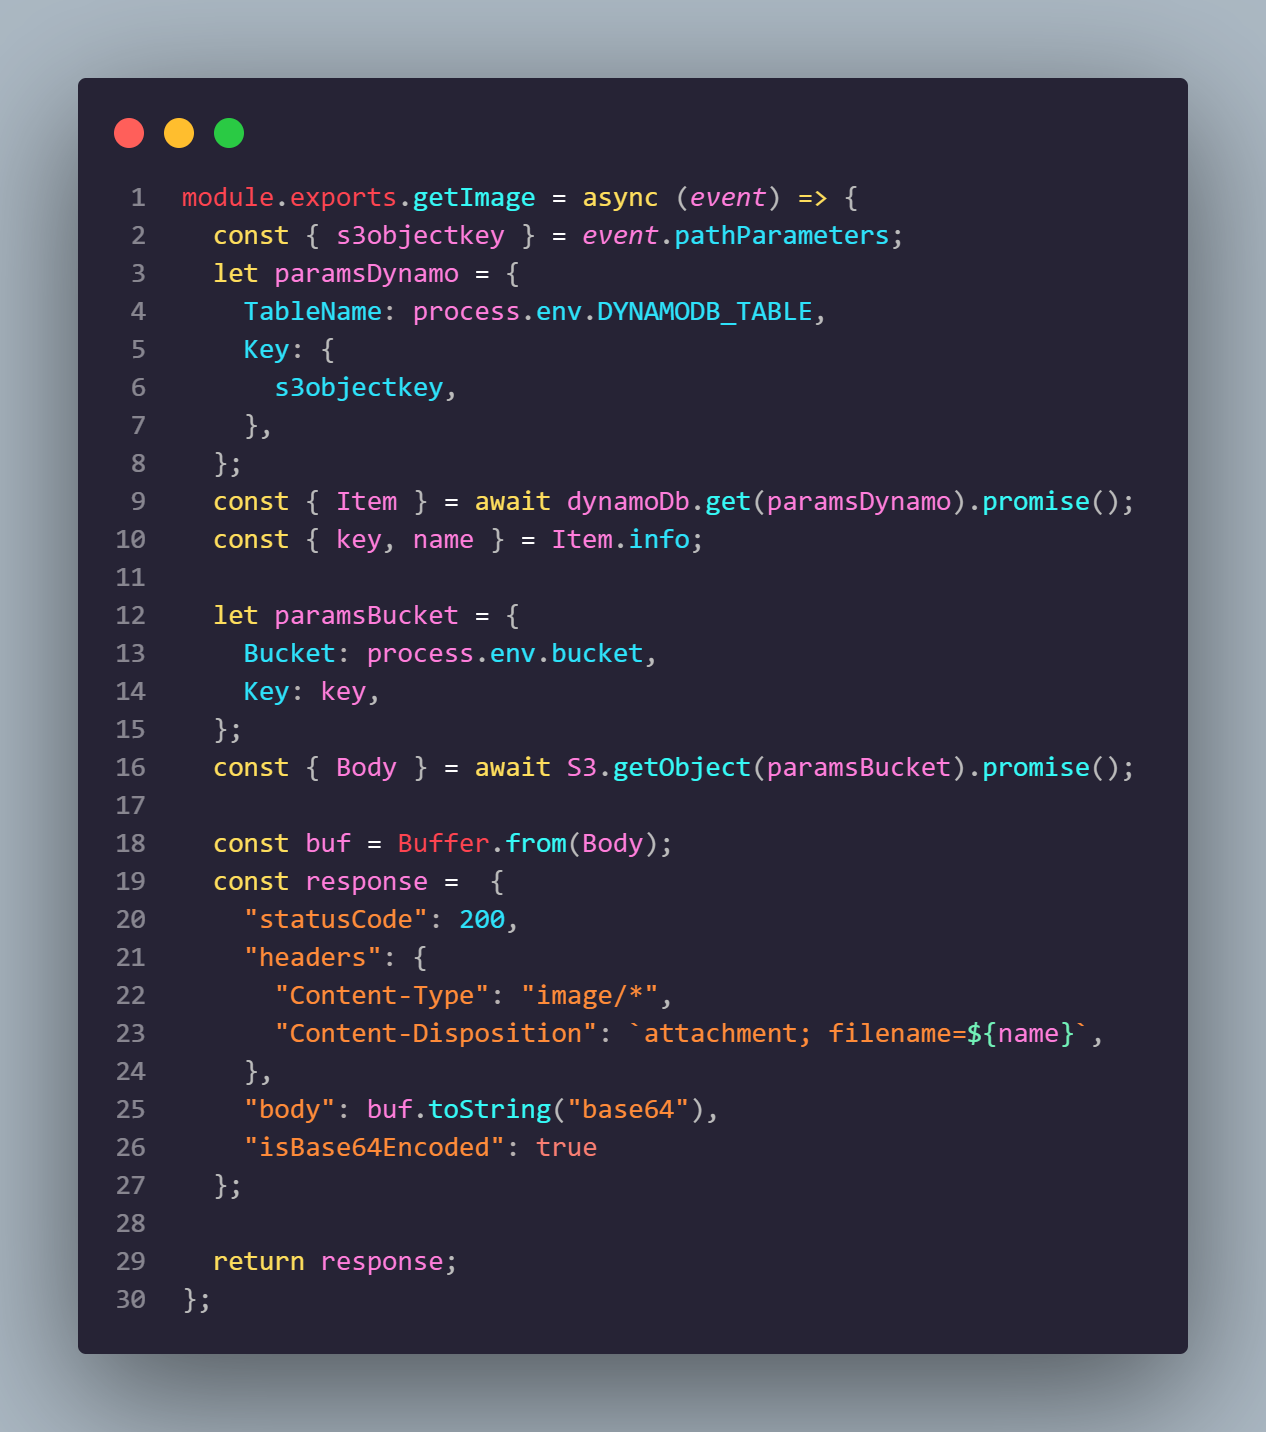 1 module.exports.getImage = async (event) => {
2   const { s3objectkey } = event.pathParameters;
3   let paramsDynamo = {
4     TableName: process.env.DYNAMODB_TABLE,
5     Key: {
6       s3objectkey,
7     },
8   };
9   const { Item } = await dynamoDb.get(paramsDynamo).promise();
10   const { key, name } = Item.info;
11
12   let paramsBucket = {
13     Bucket: process.env.bucket,
14     Key: key,
15   };
16   const { Body } = await S3.getObject(paramsBucket).promise();
17
18   const buf = Buffer.from(Body);
19   const response =  {
20     "statusCode": 200,
21     "headers": {
22       "Content-Type": "image/*",
23       "Content-Disposition": `attachment; filename=${name}`,
24     },
25     "body": buf.toString("base64"),
26     "isBase64Encoded": true
27   };
28
29   return response;
30 };